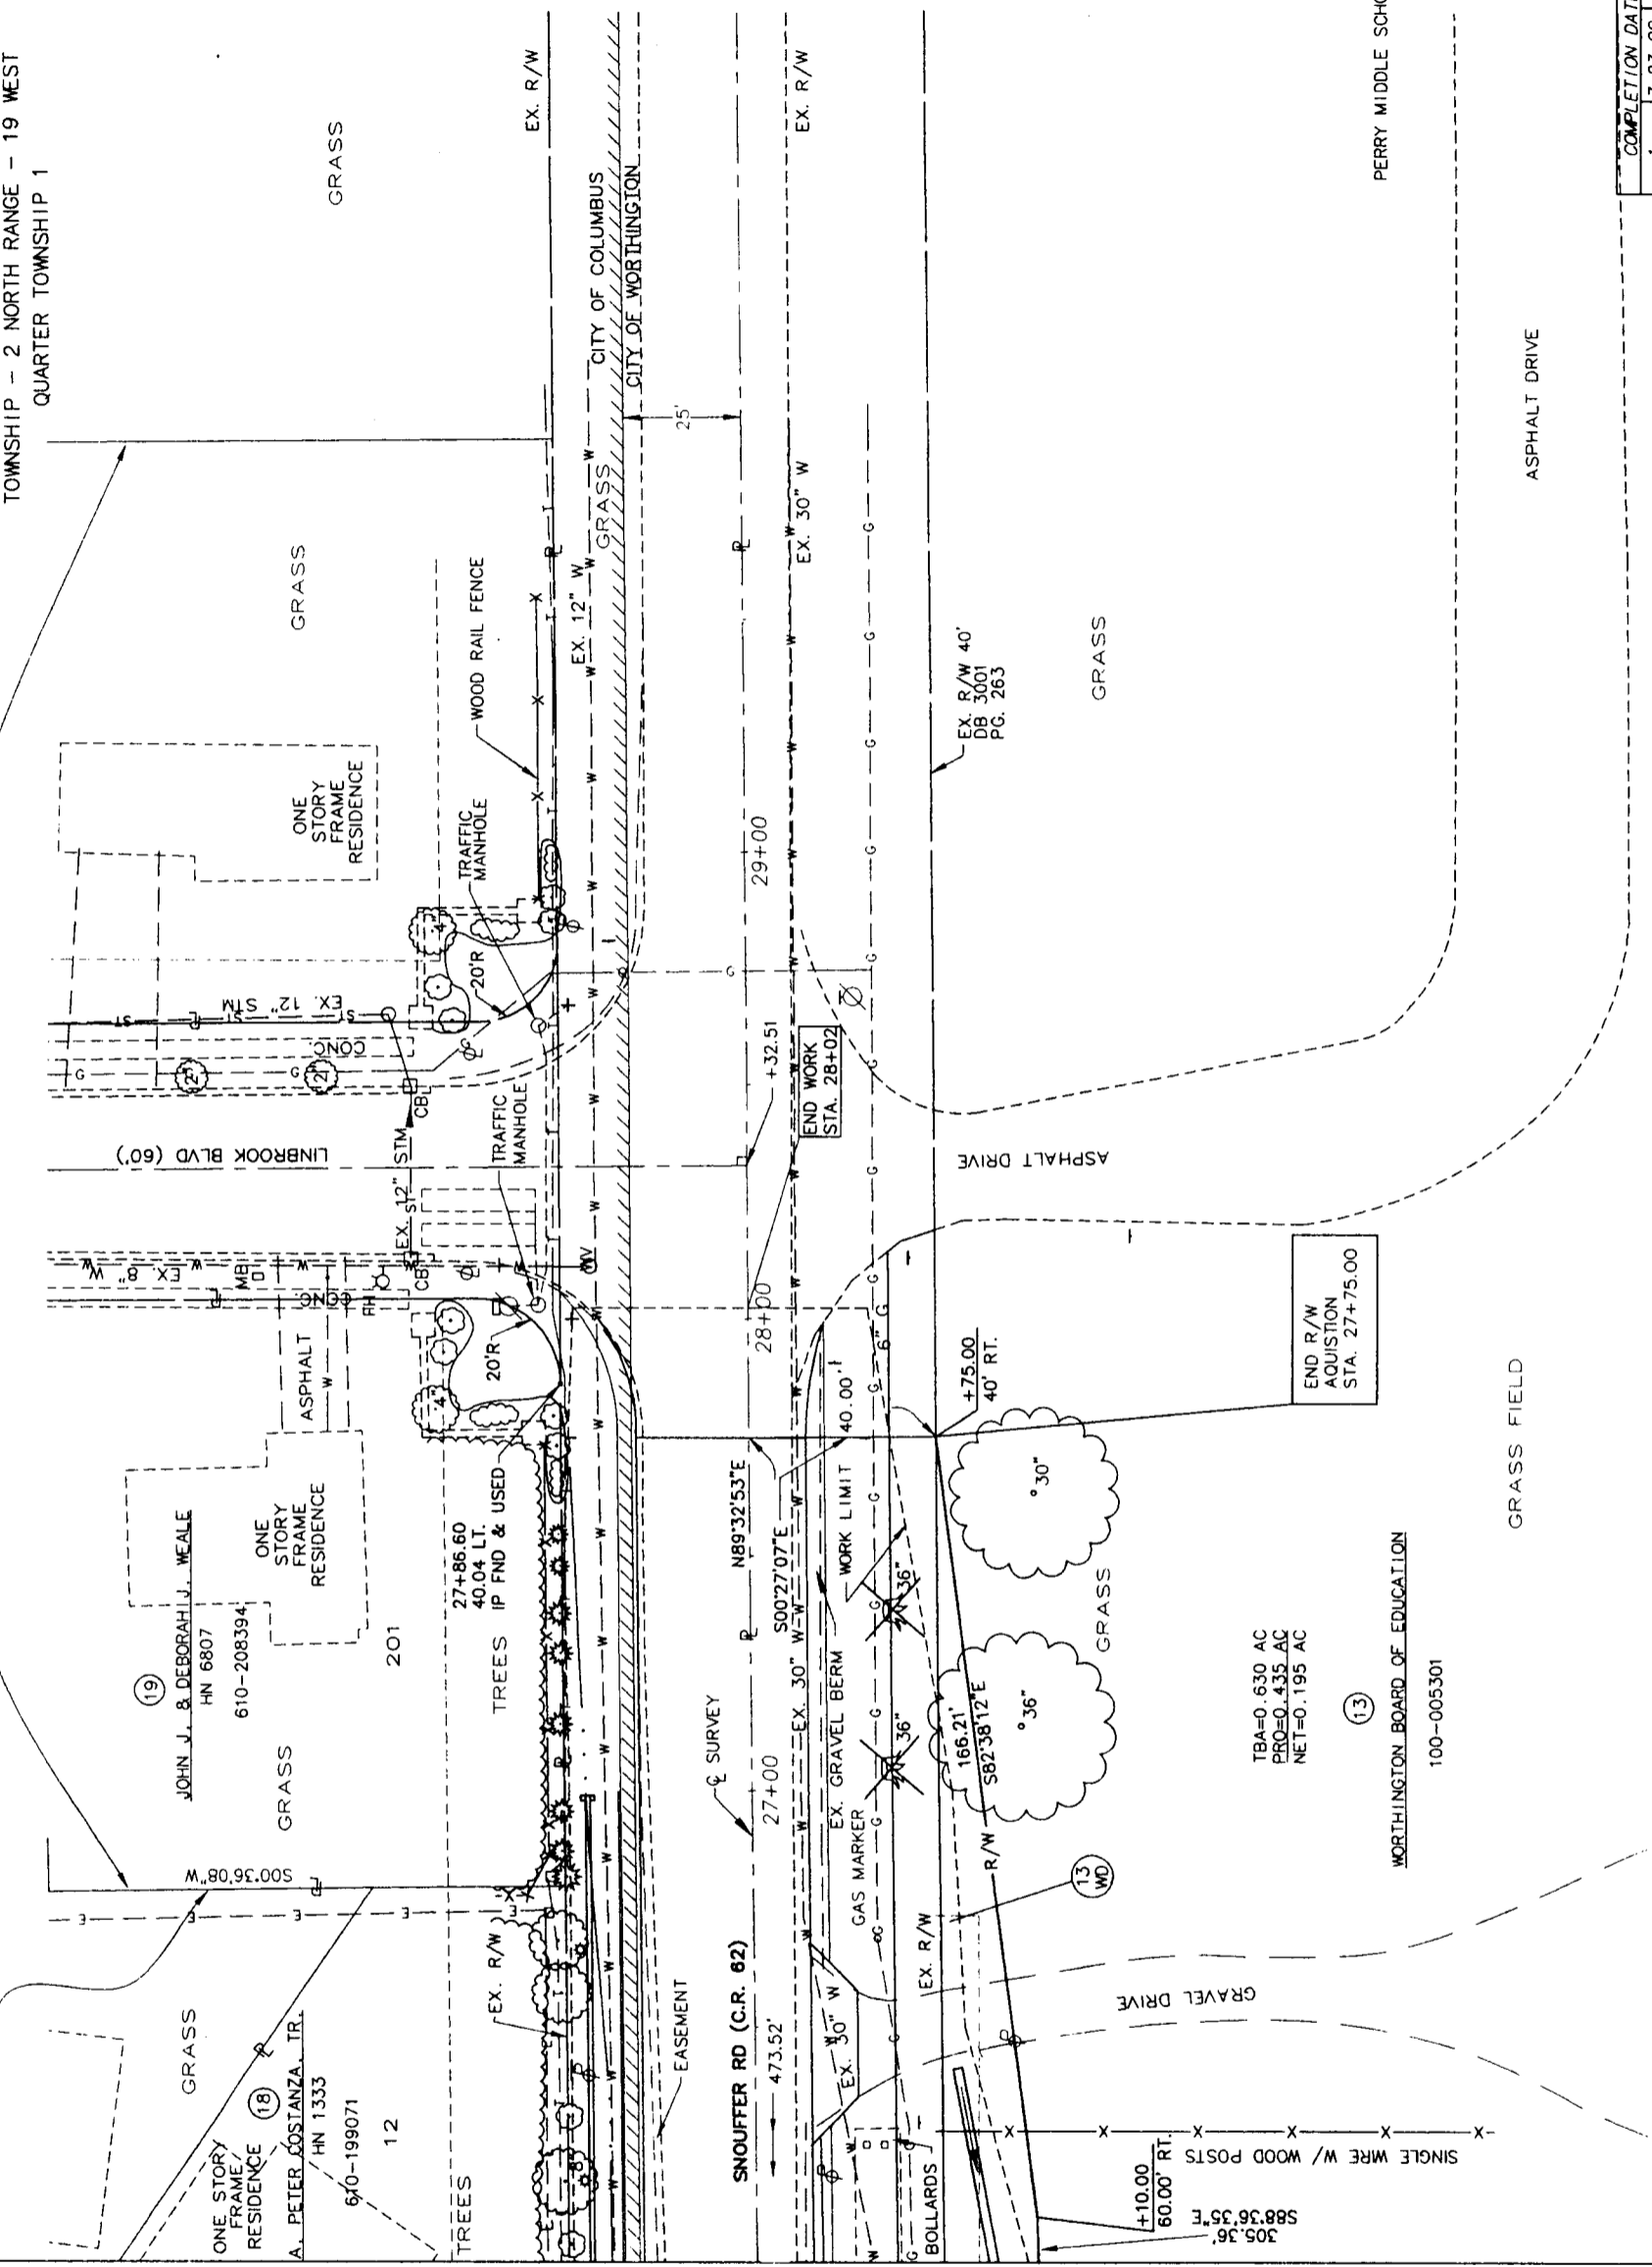 TOWNSHIP - 2 NORTH RANGE - 19 WEST
QUARTER TOWNSHIP 1
GRASS
EX. R/W
CITY OF COLUMBUS
CITY OF WORTHINGTON
EX. R/W
PERRY MIDDLE SCHO
COMPLETION DAT
25'
GRASS
GRASS
WOOD RAIL FENCE
EX. 12" W
EX. 30" W
EX. R/W 40'
DB 3001
PG. 263
GRASS
ASPHALT DRIVE
ONE
STORY
FRAME
RESIDENCE
TRAFFIC
MANHOLE
29+00
4"
20'R
EX. 12" STM
CONC
2"
2"
CB
LINBROOK BLVD (60')
EX. 12" STM
TRAFFIC
MANHOLE
+32.51
END WORK
STA. 28+02
ASPHALT DRIVE
EX. 8" W
MB
CB
WV
CONC
FH
ASPHALT
4"
20'R
28+00
6"
+75.00
40' RT.
END R/W
AQUISTION
STA. 27+75.00
19
JOHN J. & DEBORAH J. WEALE
HN 6807
610-208394
ONE
STORY
FRAME
RESIDENCE
201
27+86.60
40.04 LT.
IP FND & USED
TREES
N89°32'53"E
S00°27'07"E
40.00'
WORK LIMIT
EX. 30" W
EX. GRAVEL BERM
36"
36"
30"
36"
GRASS
GRASS FIELD
166.21'
S82°38'12"E
TBA=0.630 AC
PRO=0.435 AC
NET=0.195 AC
13
WORTHINGTON BOARD OF EDUCATION
100-005301
GRASS
S00°36'08"W
℄ SURVEY
27+00
GAS MARKER
R/W
13
WD
EX. R/W
EX. R/W
GRAVEL DRIVE
GRASS
18
A. PETER COSTANZA, TR.
HN 1333
610-199071
12
ONE STORY
FRAME
RESIDENCE
TREES
8"
EASEMENT
SNOUFFER RD (C.R. 62)
473.52'
EX. 30" W
BOLLARDS
+10.00
60.00' RT.
SINGLE WIRE W/ WOOD POSTS
S88°36'35"E
305.36'